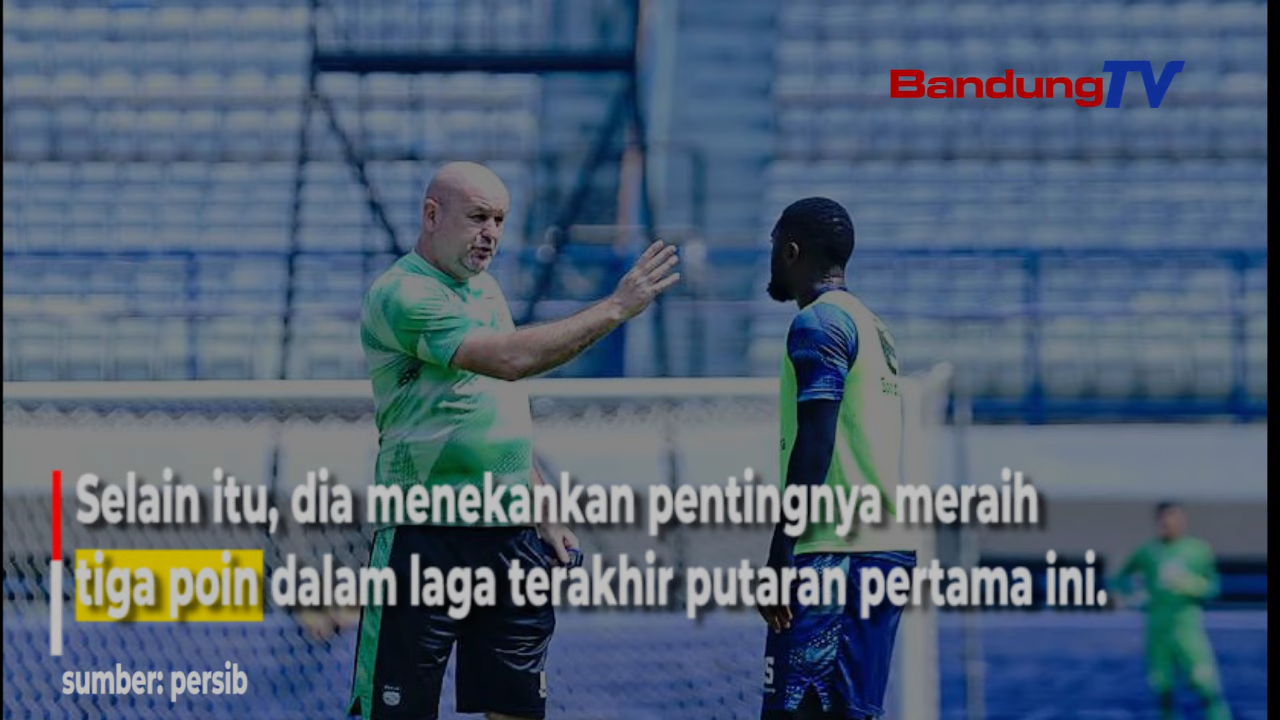 BandungTV
Selain itu, dia menekankan pentingnya meraih
tiga poin dalam laga terakhir putaran pertama ini.
sumber: persib